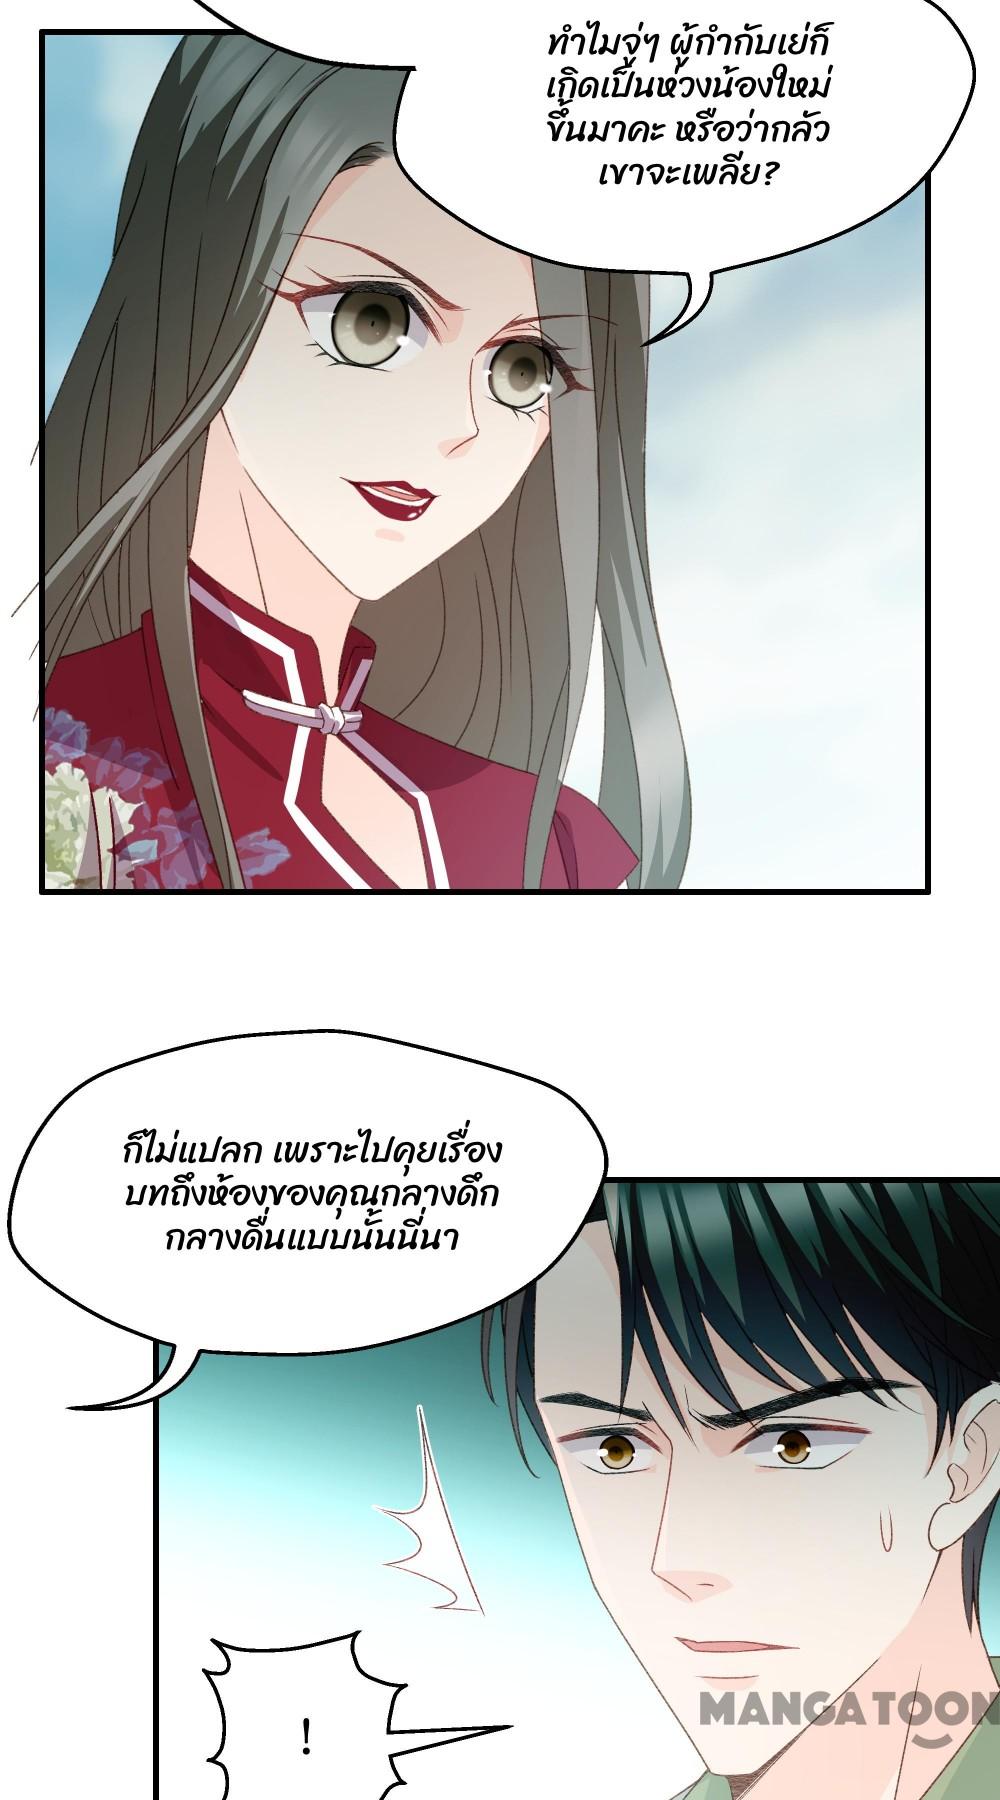 ทำไมจู่ๆ ผู้กำกับเย่ก็
เกิดเป็นห่วงน้องใหม่
ขึ้นมาคะ หรือว่ากลัว
เขาจะเพลีย?
ก็ไม่แปลก เพราะไปคุยเรื่อง
บทถึงห้องของคุณกลางดึก
กลางดื่นแบบนั้นนี่นา
!
MANGATOON